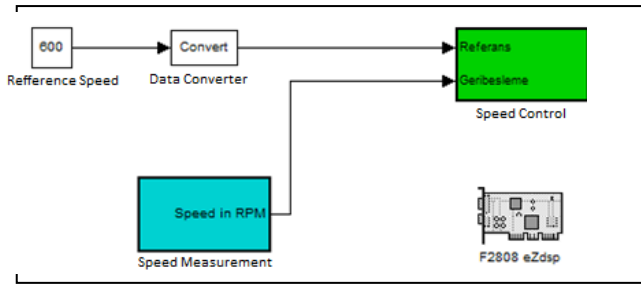 600
Refference Speed
Convert
Data Converter
Referans
Geribesleme
Speed Control
Speed in RPM
Speed Measurement
F2808 eZdsp